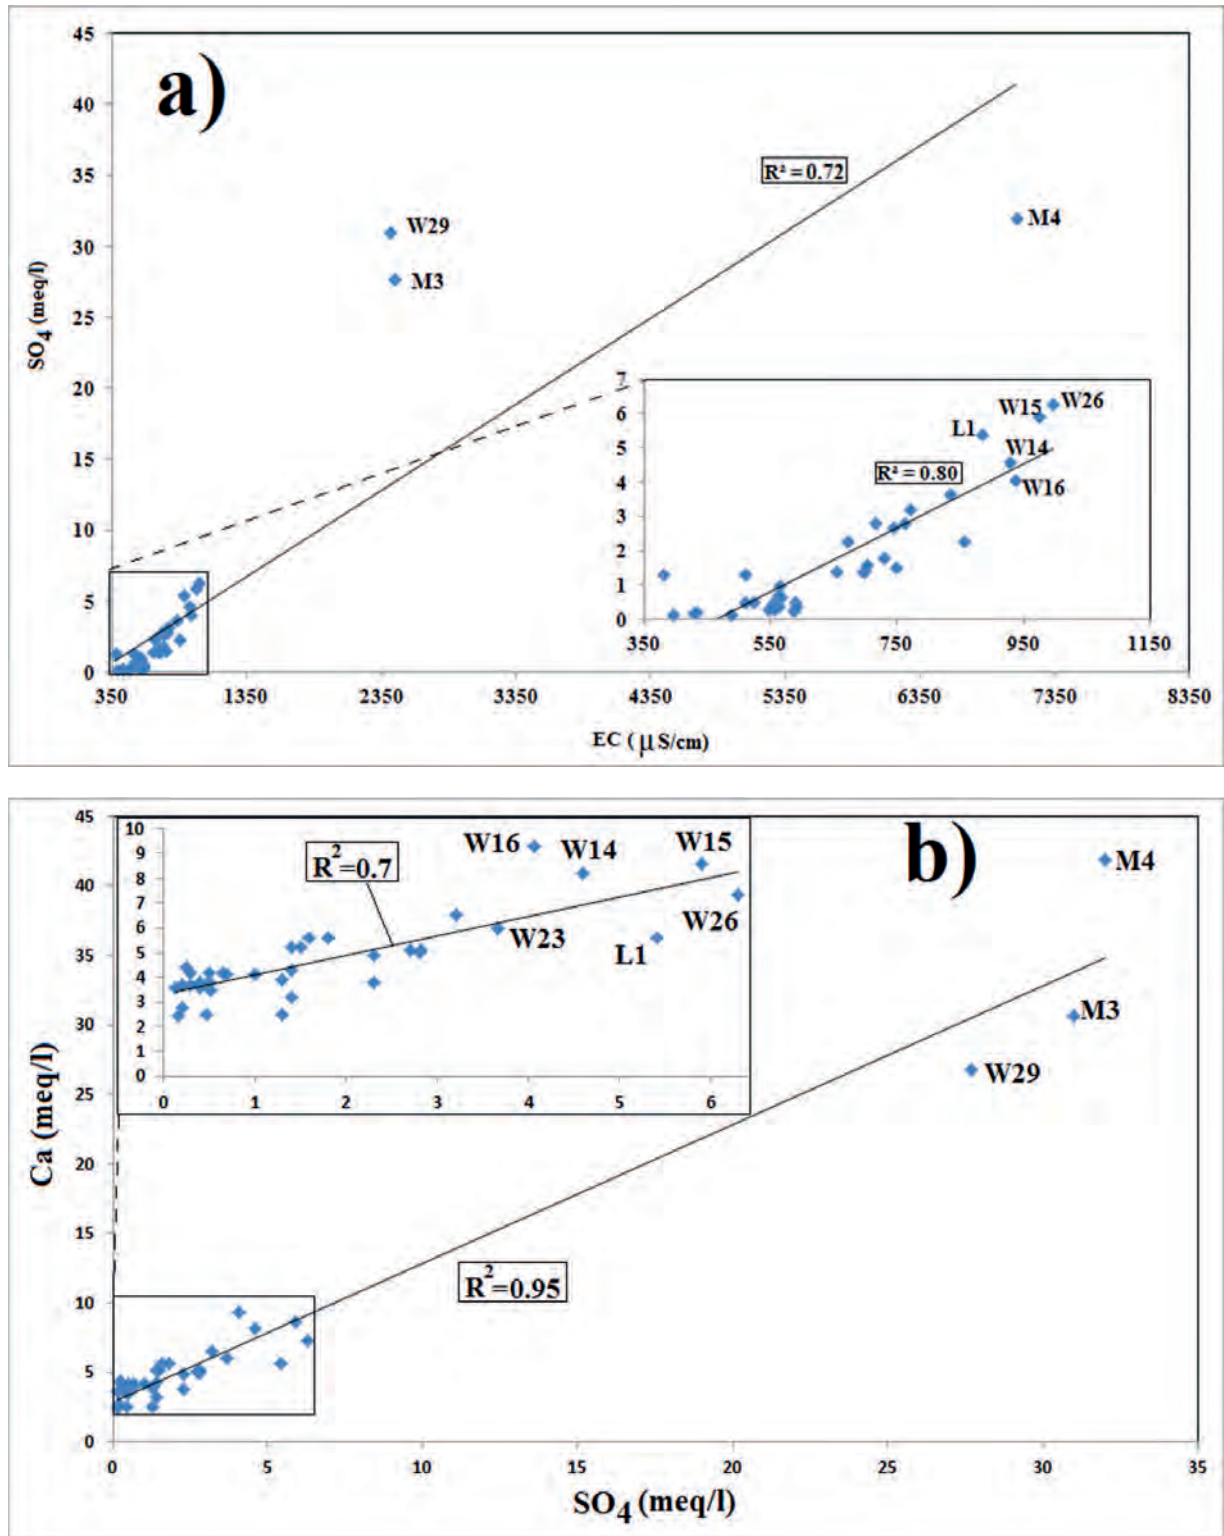 a)
45
40
35
30
25
20
15
10
5
0
SO4 (meq/l)
R² = 0.72
W29
M3
M4
7
6
5
4
3
2
1
0
W15
W26
L1
W14
R² = 0.80
W16
350 550 750 950 1150
350 1350 2350 3350 4350 5350 6350 7350 8350
EC (μS/cm)
b)
45
40
35
30
25
20
15
10
5
0
Ca (meq/l)
10
9
8
7
6
5
4
3
2
1
0
R2=0.7
W16
W14
W15
W26
W23
L1
0 1 2 3 4 5 6
M4
M3
W29
R2=0.95
0 5 10 15 20 25 30 35
SO4 (meq/l)